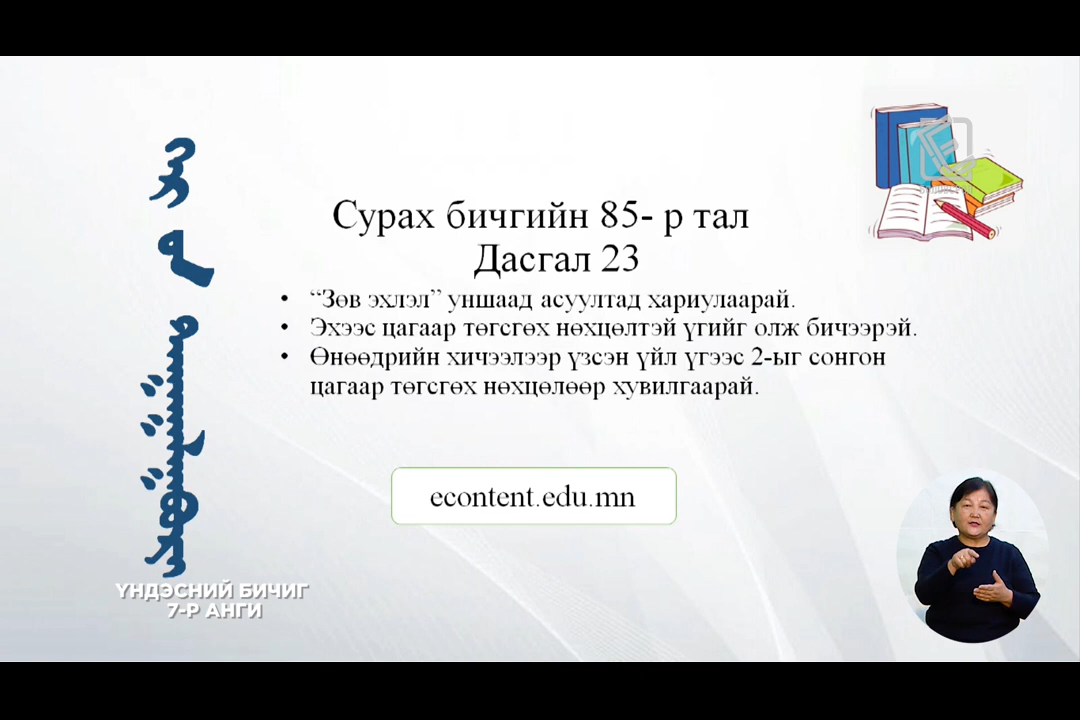 Сурах бичгийн 85- р тал
Дасгал 23
• “Зөв эхлэл” уншаад асуултад хариулаарай.
• Эхээс цагаар төгсгөх нөхцөлтэй үгийг олж бичээрэй.
• Өнөөдрийн хичээлээр үзсэн үйл үгээс 2-ыг сонгон
цагаар төгсгөх нөхцөлөөр хувилгаарай.
econtent.edu.mn
ҮНДЭСНИЙ БИЧИГ
7-Р АНГИ